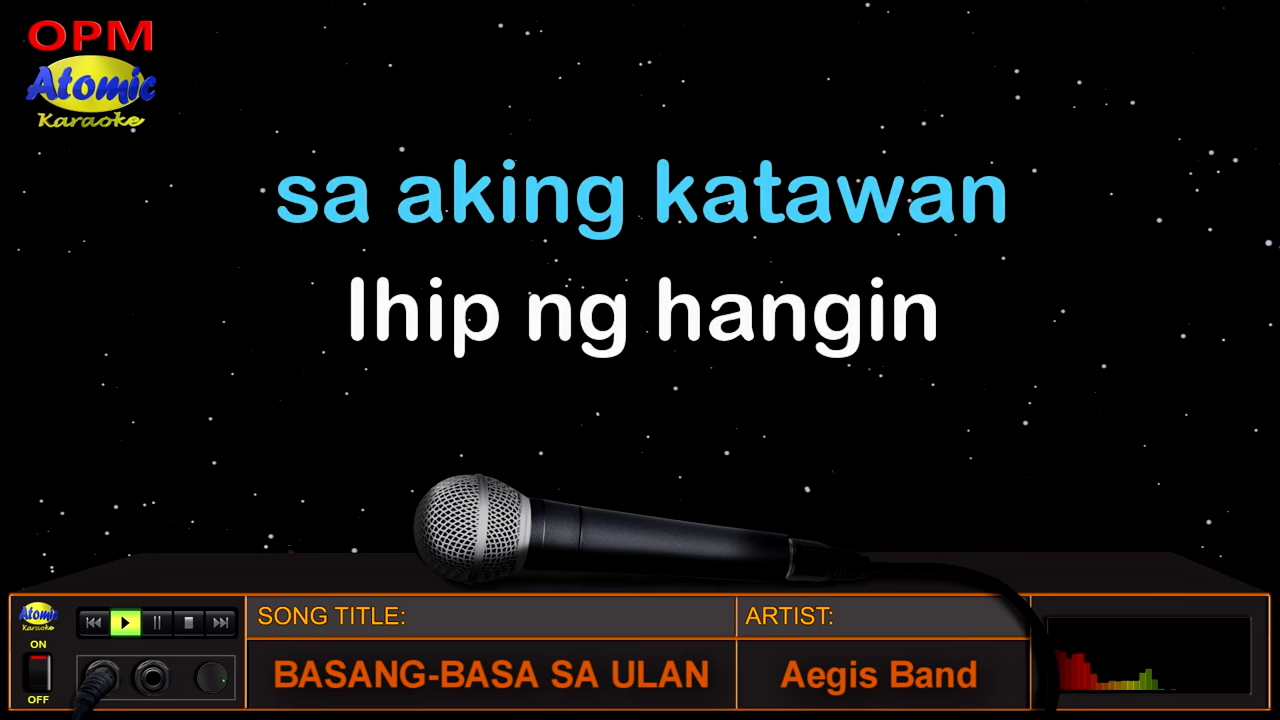 OPM
Atomic
Karaoke
sa aking katawan
Ihip ng hangin
Atomic
Karaoke
ON
OFF
SONG TITLE:
ARTIST:
BASANG-BASA SA ULAN
Aegis Band